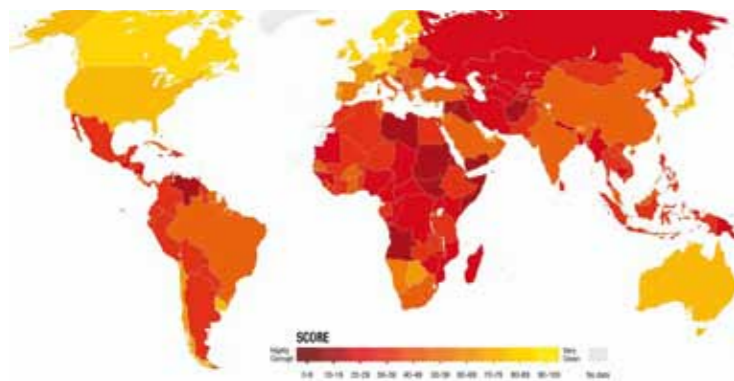 SCORE
Highly Corrupt
Very Clean
0-9 10-19 20-29 30-39 40-49 50-59 60-69 70-79 80-89 90-100
No data